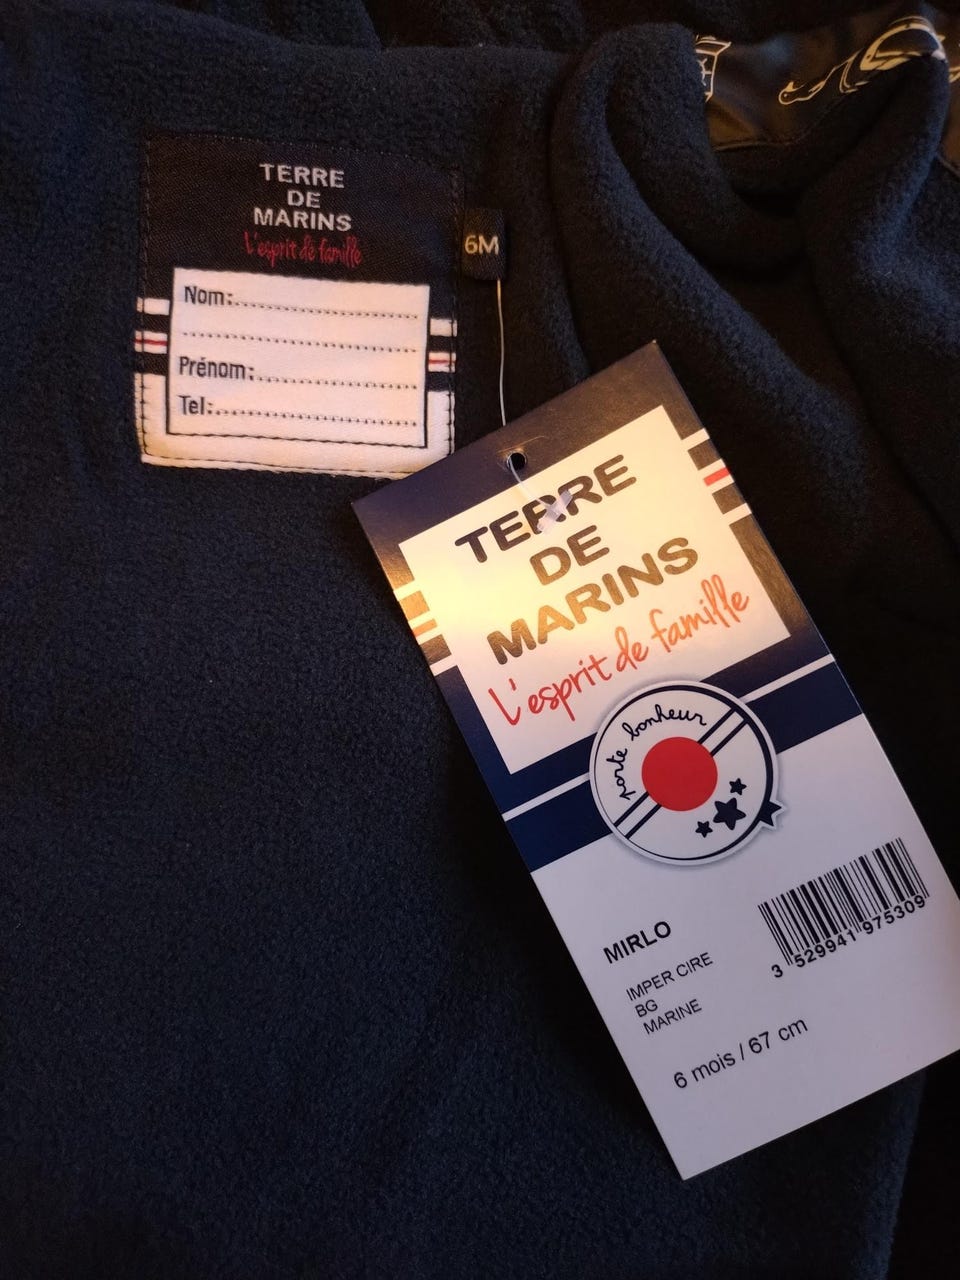 TERRE
DE
MARINS
L'esprit de famille
6M
Nom:
Prénom:
Tel:
TERRE
DE
MARINS
L'esprit de famille
porte bonheur
MIRLO
IMPER CIRE
BG
MARINE
3 529941 975309
6 mois / 67 cm